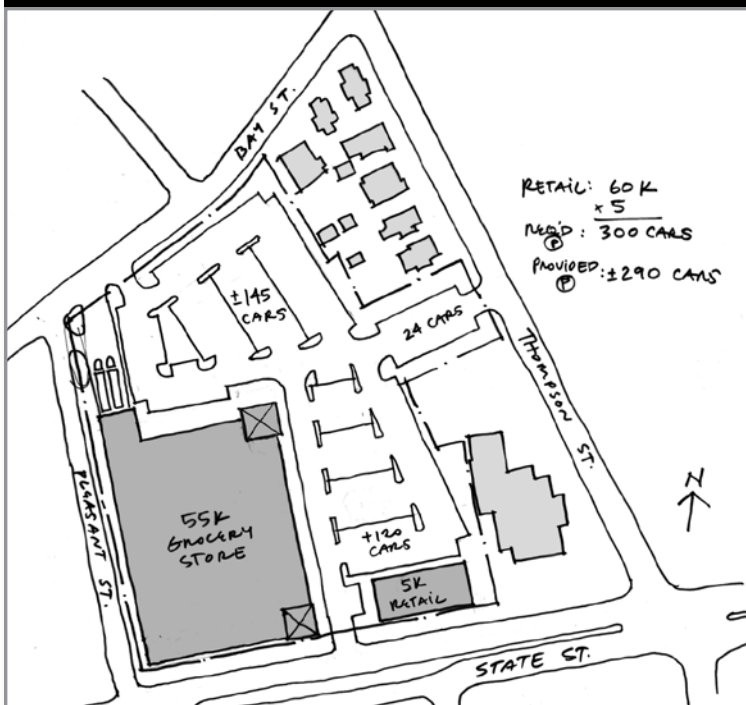 BAY ST.
RETAIL: 60K
x 5
REQ'D: 300 CARS
P
PROVIDED: ±290 CARS
P
±145
CARS
24 CARS
THOMPSON ST.
N
PLEASANT ST.
55K
GROCERY
STORE
+120
CARS
5K
RETAIL
STATE ST.